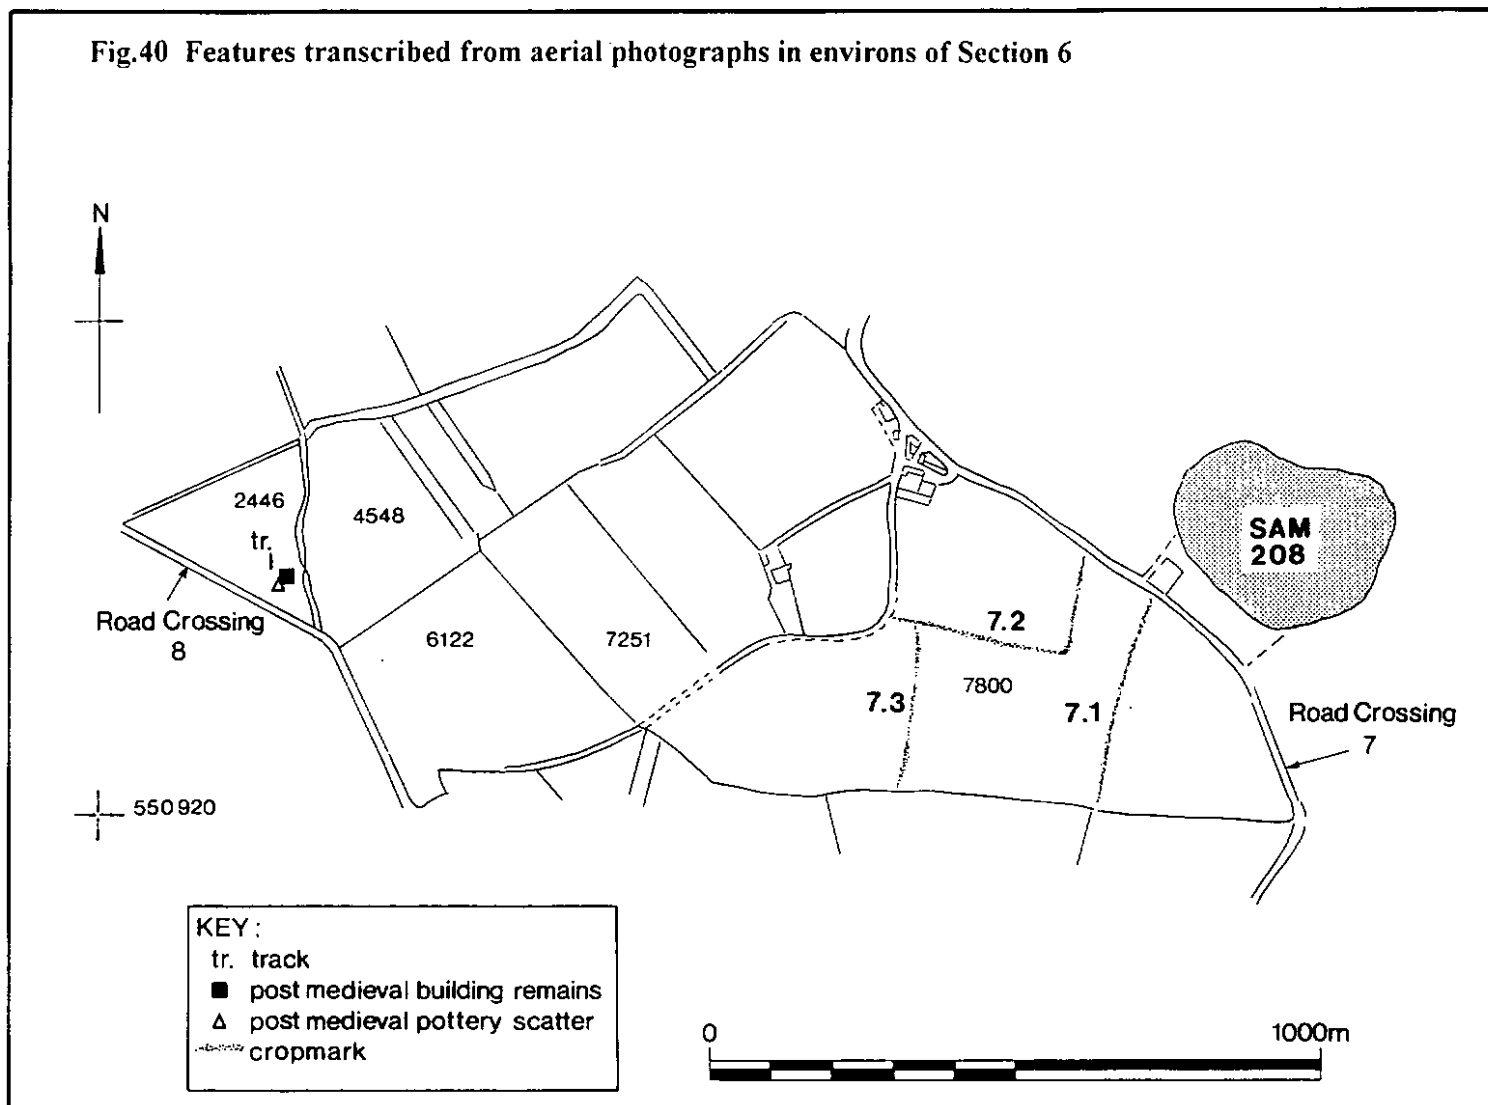 Fig.40 Features transcribed from aerial photographs in environs of Section 6
N
2446
4548
tr.
SAM
208
Road Crossing
8
6122
7251
7.2
7800
7.3
7.1
Road Crossing
7
550 920
KEY :
tr. track
post medieval building remains
post medieval pottery scatter
cropmark
0
1000m